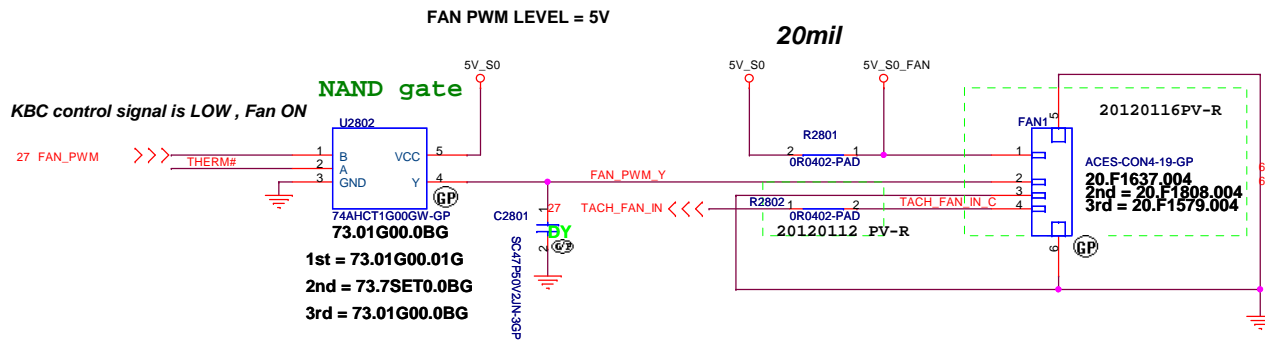 FAN PWM LEVEL = 5V
20mil
5V_S0
5V_S0
5V_S0_FAN
NAND gate
KBC control signal is LOW , Fan ON
U2802
27 FAN_PWM
THERM#
1
2
3
B
A
GND
VCC
Y
5
4
GP
74AHCT1G00GW-GP
73.01G00.0BG
1st = 73.01G00.01G
2nd = 73.7SET0.0BG
3rd = 73.01G00.0BG
FAN_PWM_Y
C2801
1
2
DY
SC47P50V2JN-3GP
27 TACH_FAN_IN
R2801
2
1
0R0402-PAD
R2802
1
2
0R0402-PAD
TACH_FAN_IN_C
20120112 PV-R
20120116PV-R
FAN1
5
1
2
3
4
6
ACES-CON4-19-GP
20.F1637.004
2nd = 20.F1808.004
3rd = 20.F1579.004
GP
6
6